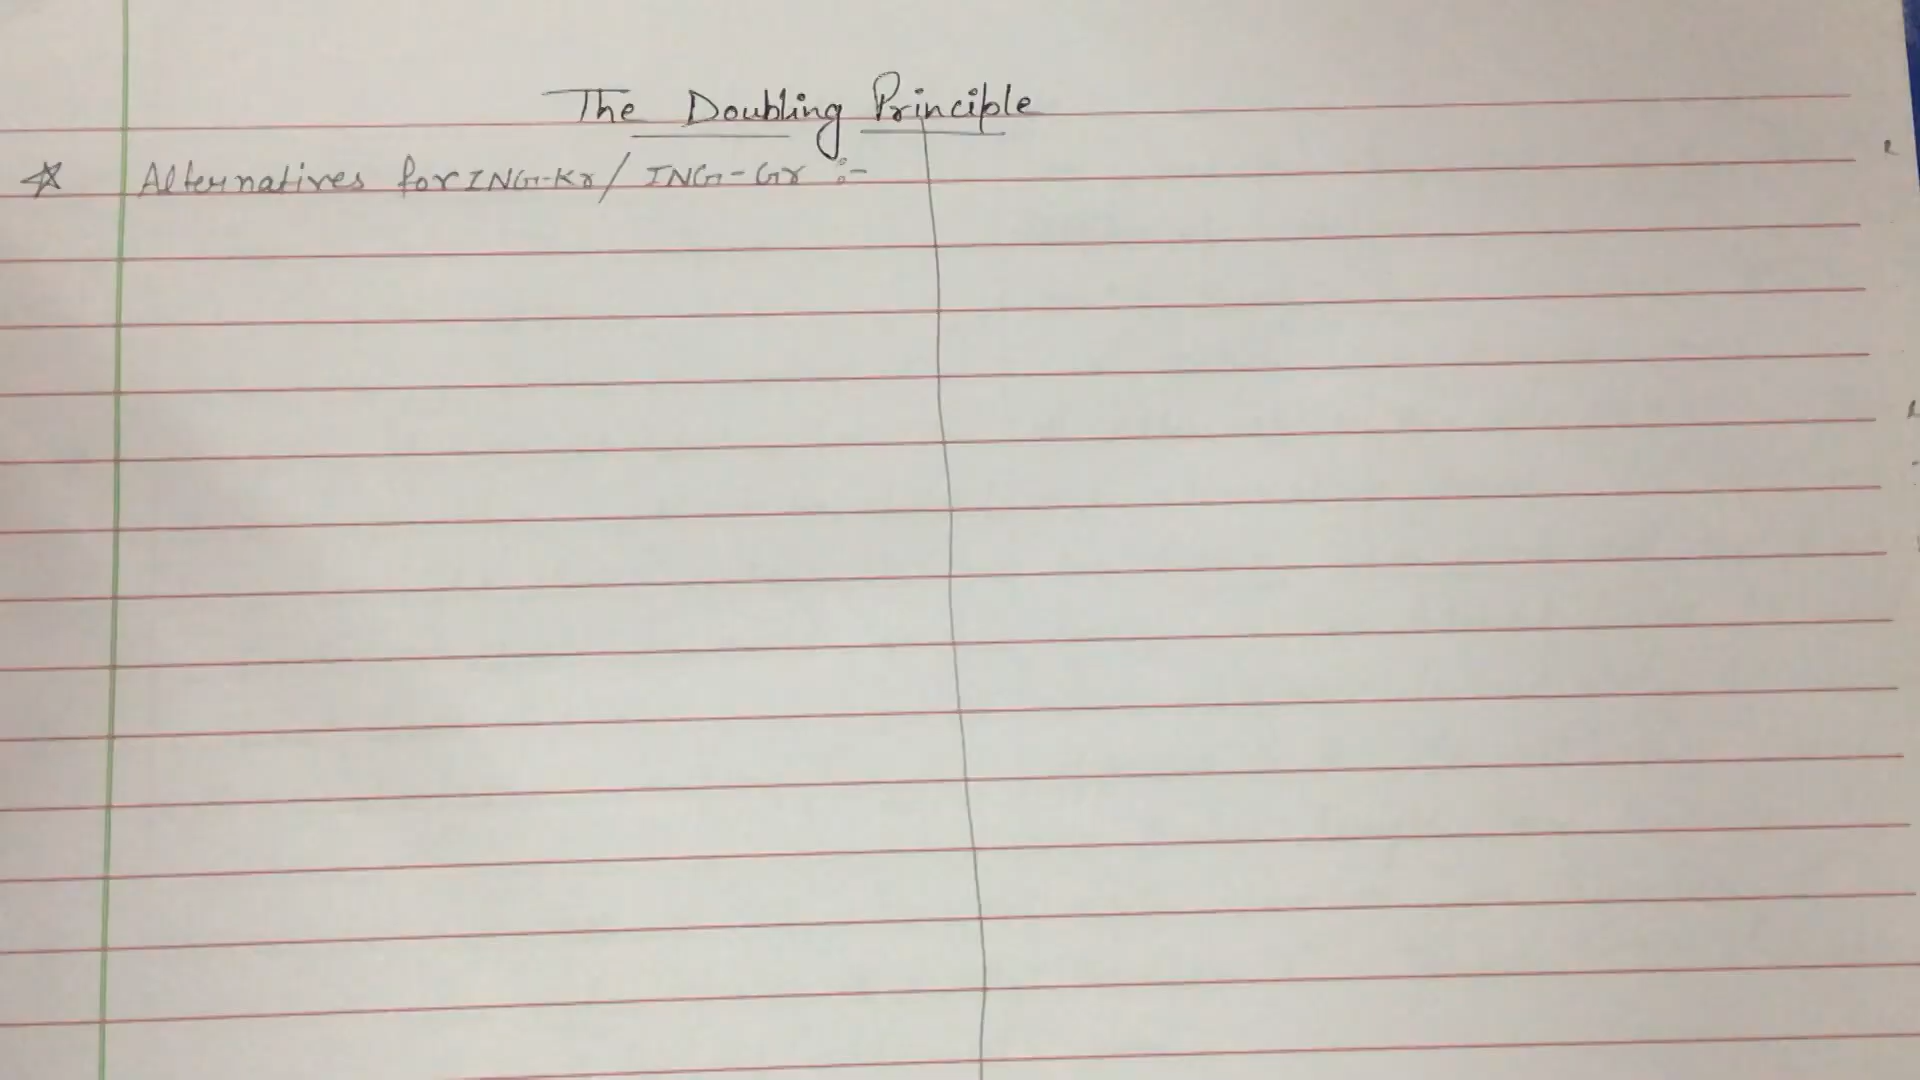 The Doubling Principle
☆ Alternatives for ING-Kr / ING-Gr :-